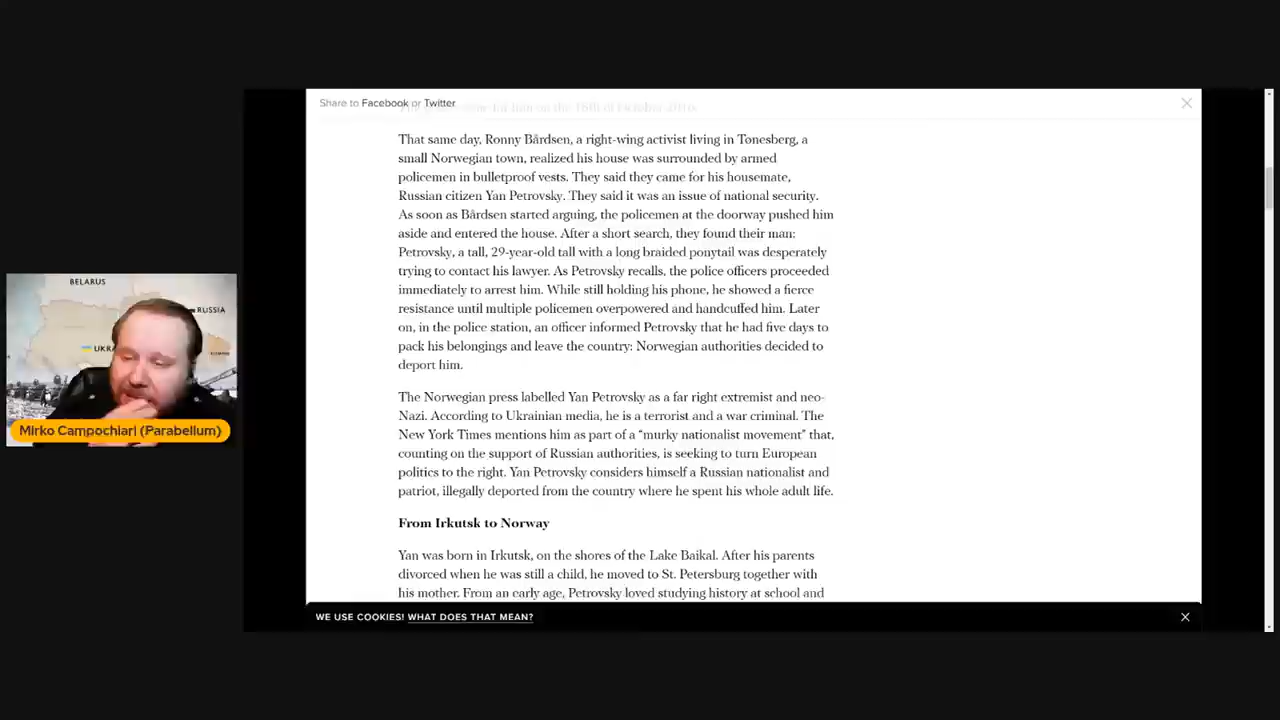 Share to Facebook or Twitter
for him on the 18th of October 2016.
That same day, Ronny Bårdsen, a right-wing activist living in Tonesberg, a
small Norwegian town, realized his house was surrounded by armed
policemen in bulletproof vests. They said they came for his housemate,
Russian citizen Yan Petrovsky. They said it was an issue of national security.
As soon as Bårdsen started arguing, the policemen at the doorway pushed him
aside and entered the house. After a short search, they found their man:
Petrovsky, a tall, 29-year-old tall with a long braided ponytail was desperately
trying to contact his lawyer. As Petrovsky recalls, the police officers proceeded
immediately to arrest him. While still holding his phone, he showed a fierce
resistance until multiple policemen overpowered and handcuffed him. Later
on, in the police station, an officer informed Petrovsky that he had five days to
pack his belongings and leave the country: Norwegian authorities decided to
deport him.
The Norwegian press labelled Yan Petrovsky as a far right extremist and neo-
Nazi. According to Ukrainian media, he is a terrorist and a war criminal. The
New York Times mentions him as part of a “murky nationalist movement” that,
counting on the support of Russian authorities, is seeking to turn European
politics to the right. Yan Petrovsky considers himself a Russian nationalist and
patriot, illegally deported from the country where he spent his whole adult life.
From Irkutsk to Norway
Yan was born in Irkutsk, on the shores of the Lake Baikal. After his parents
divorced when he was still a child, he moved to St. Petersburg together with
his mother. From an early age, Petrovsky loved studying history at school and
WE USE COOKIES! WHAT DOES THAT MEAN?
BELARUS
RUSSIA
UKR
Mirko Campochiari (Parabellum)